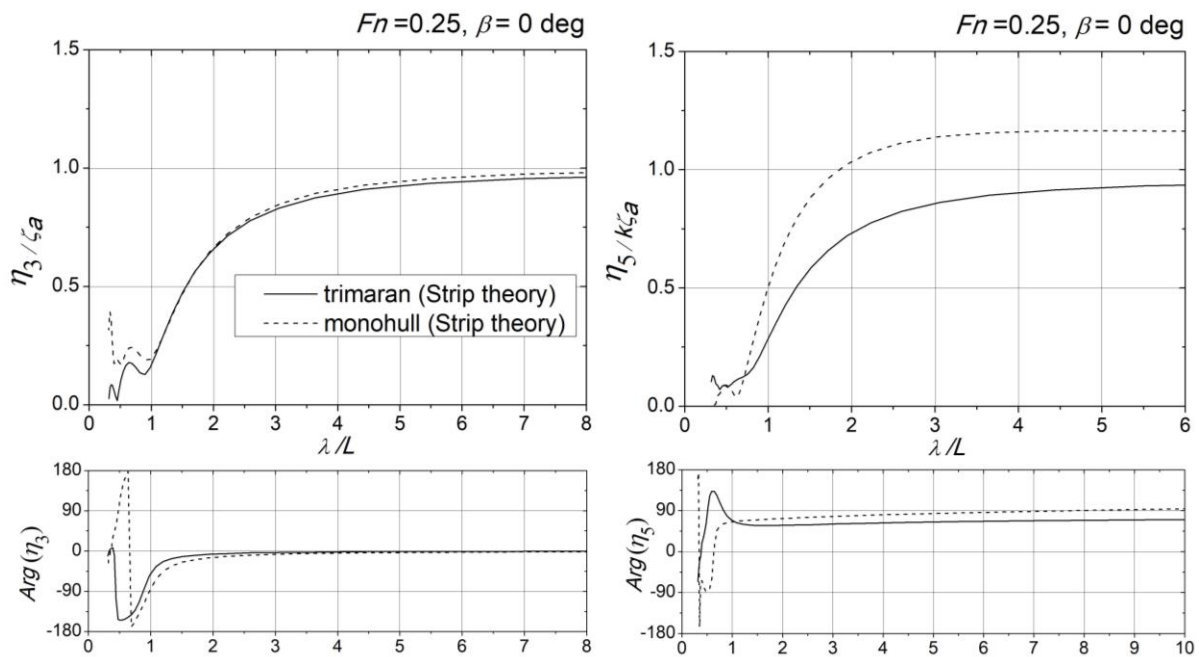 Fn=0.25, β= 0 deg
1.5
1.0
0.5
0.0
η3/ζa
trimaran (Strip theory)
monohull (Strip theory)
0 1 2 3 4 5 6 7 8
λ/L
180
90
0
-90
-180
Arg(η3)
0 1 2 3 4 5 6 7 8
Fn=0.25, β= 0 deg
1.5
1.0
0.5
0.0
η5/kζa
0 1 2 3 4 5 6
λ/L
180
90
0
-90
-180
Arg(η5)
0 1 2 3 4 5 6 7 8 9 10